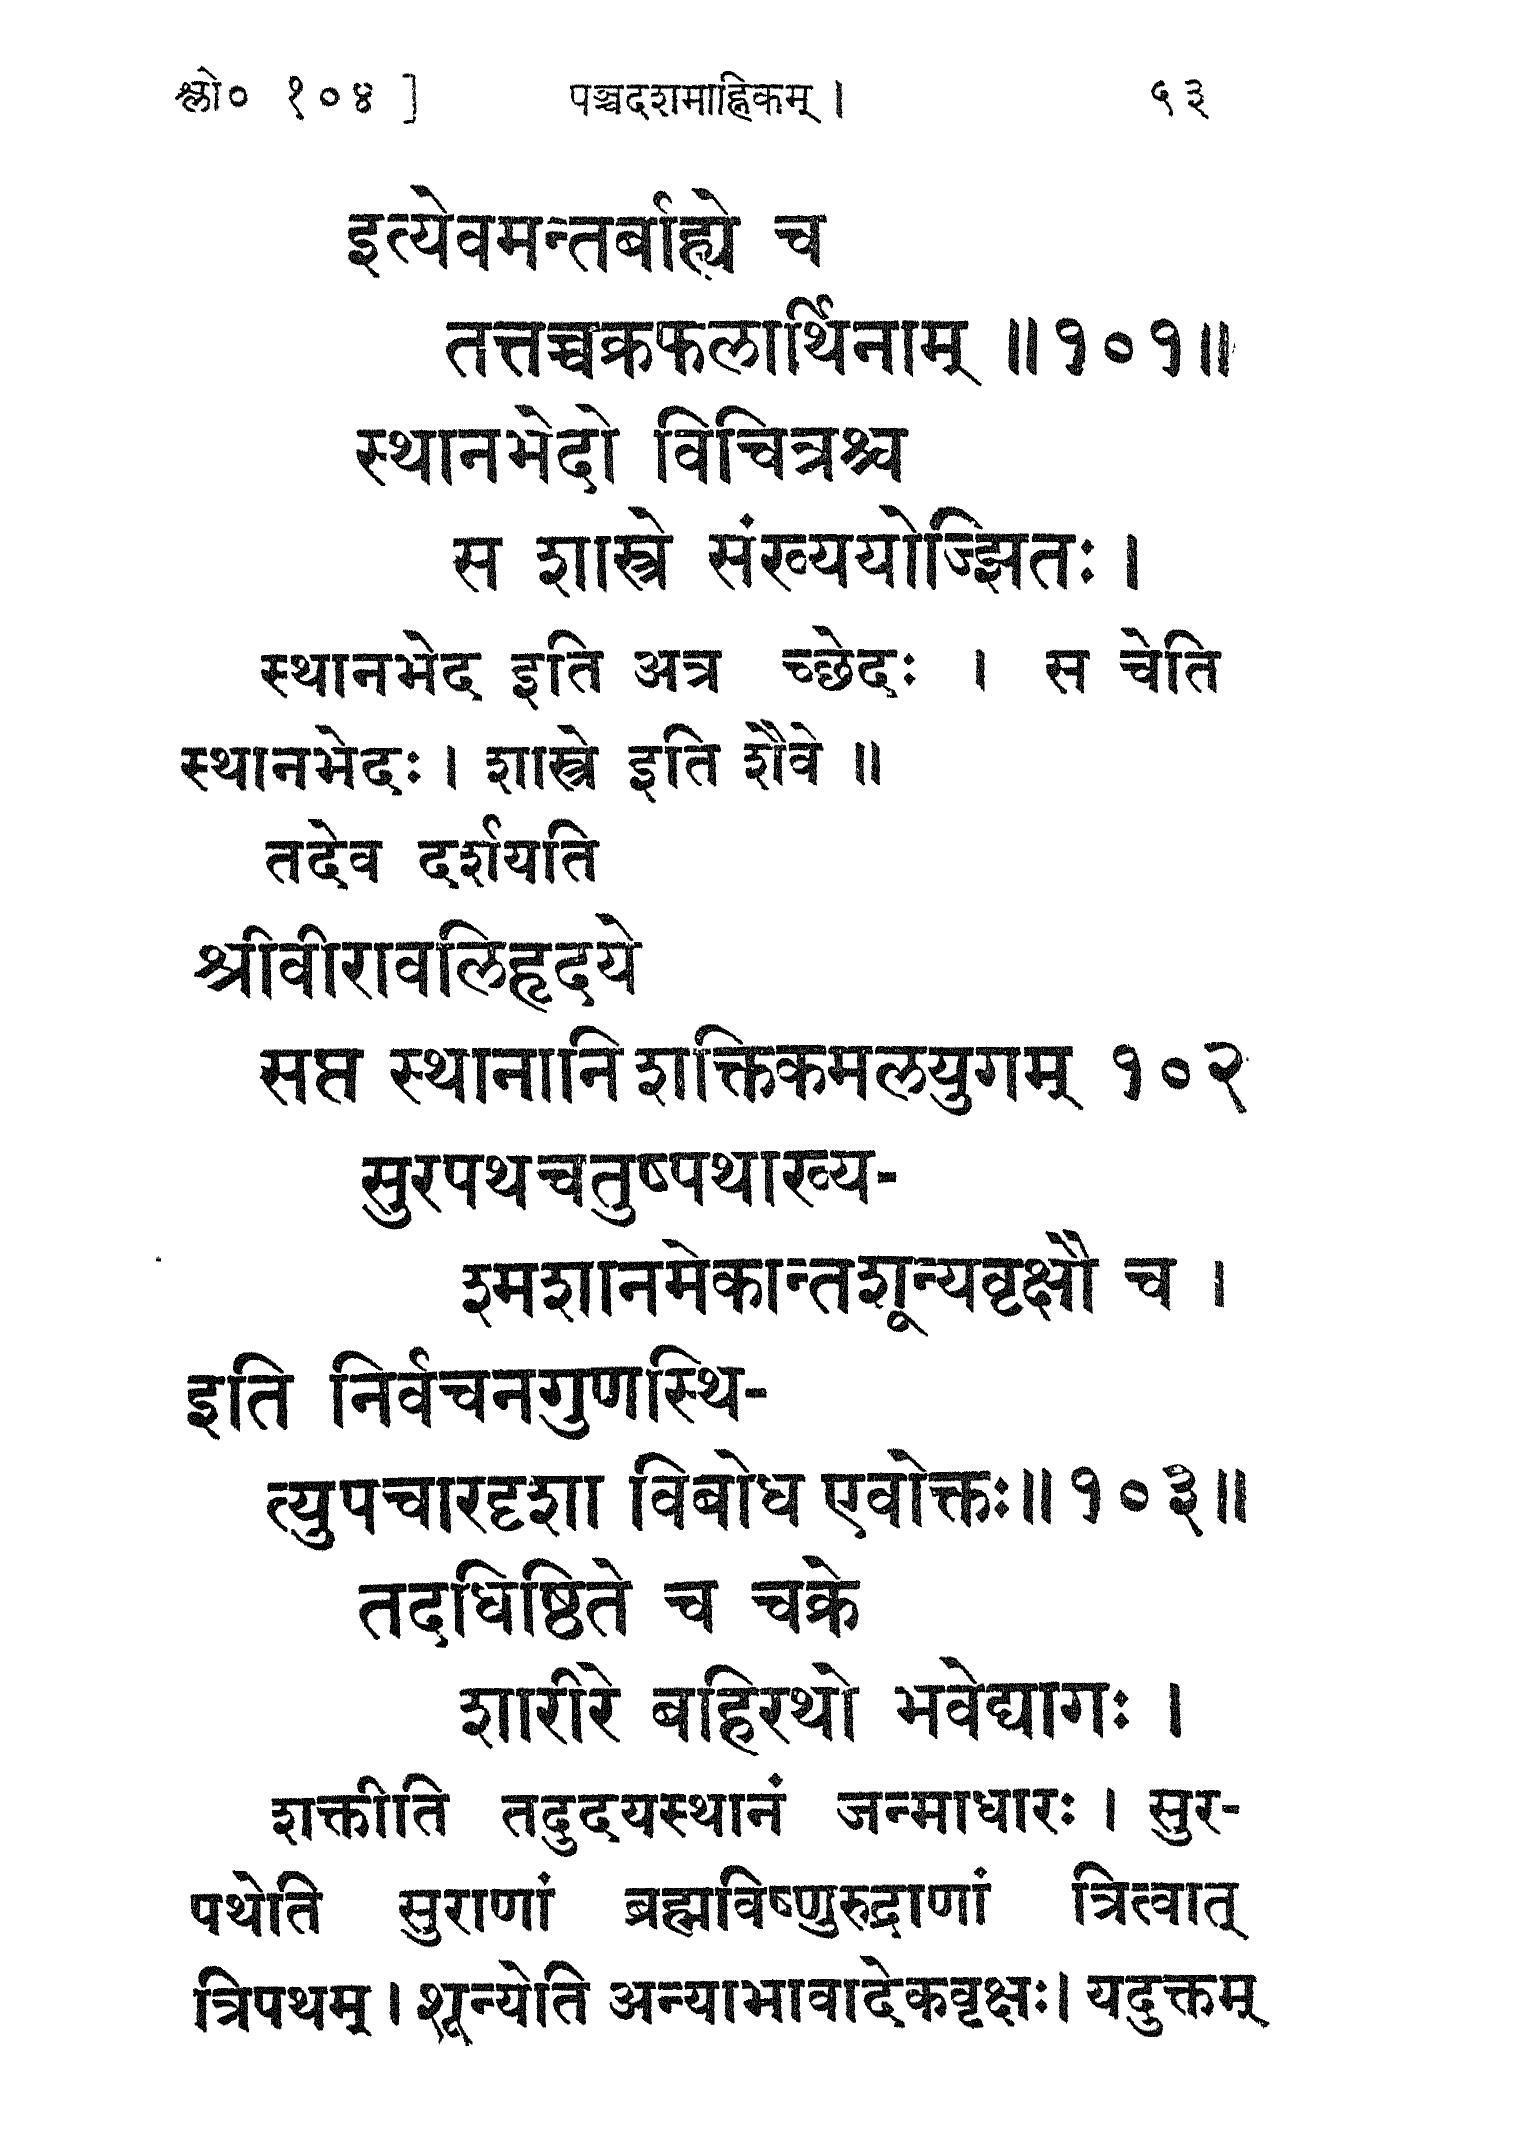 श्लो० १०४ ] पञ्चदशमाह्निकम् । ५३
इत्येवमन्तर्बाह्ये च
तत्तच्चक्रफलार्थिनाम् ॥१०१॥
स्थानभेदो विचित्रश्च
स शास्त्रे संख्ययोज्झितः ।
स्थानभेद इति अत्र च्छेदः । स चेति
स्थानभेदः । शास्त्रे इति शैवे ॥
तदेव दर्शयति
श्रीवीरावलिहृदये
सप्त स्थानानि शक्तिकमलयुगम् १०२
सुरपथचतुष्पथाख्य-
श्मशानमेकान्तशून्यवृक्षौ च ।
इति निर्वचनगुणस्थि-
त्युपचारदृशा विबोध एवोक्तः॥१०३॥
तदधिष्ठिते च चक्रे
शारीरे बहिरथो भवेद्यागः ।
शक्तीति तदुदयस्थानं जन्माधारः । सुर-
पथेति सुराणां ब्रह्मविष्णुरुद्राणां त्रित्वात्
त्रिपथम् । शून्येति अन्याभावादेकवृक्षः। यदुक्तम्